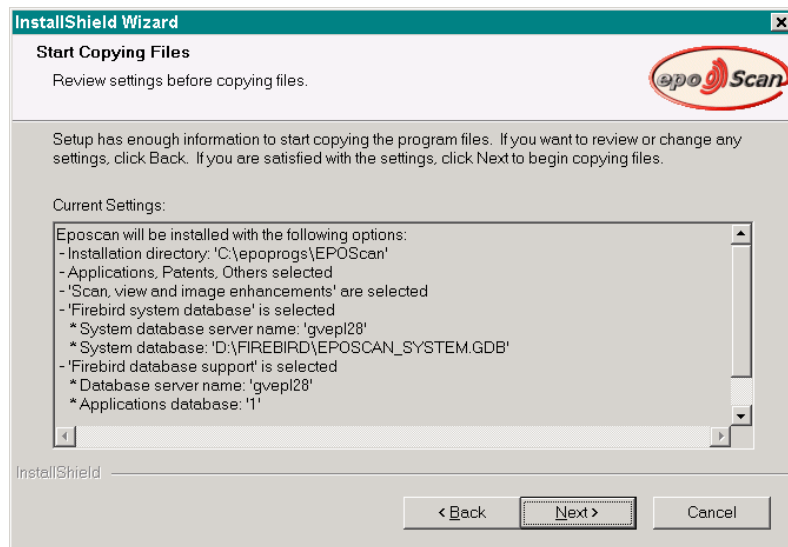 InstallShield Wizard
Start Copying Files
Review settings before copying files.
epo Scan
Setup has enough information to start copying the program files. If you want to review or change any
settings, click Back. If you are satisfied with the settings, click Next to begin copying files.
Current Settings:
Eposcan will be installed with the following options:
- Installation directory: 'C:\epoprogs\EPOScan'
- Applications, Patents, Others selected
- 'Scan, view and image enhancements' are selected
- 'Firebird system database' is selected
* System database server name: 'gvepl28'
* System database: 'D:\FIREBIRD\EPOSCAN_SYSTEM.GDB'
- 'Firebird database support' is selected
* Database server name: 'gvepl28'
* Applications database: '1'
InstallShield
< Back
Next >
Cancel